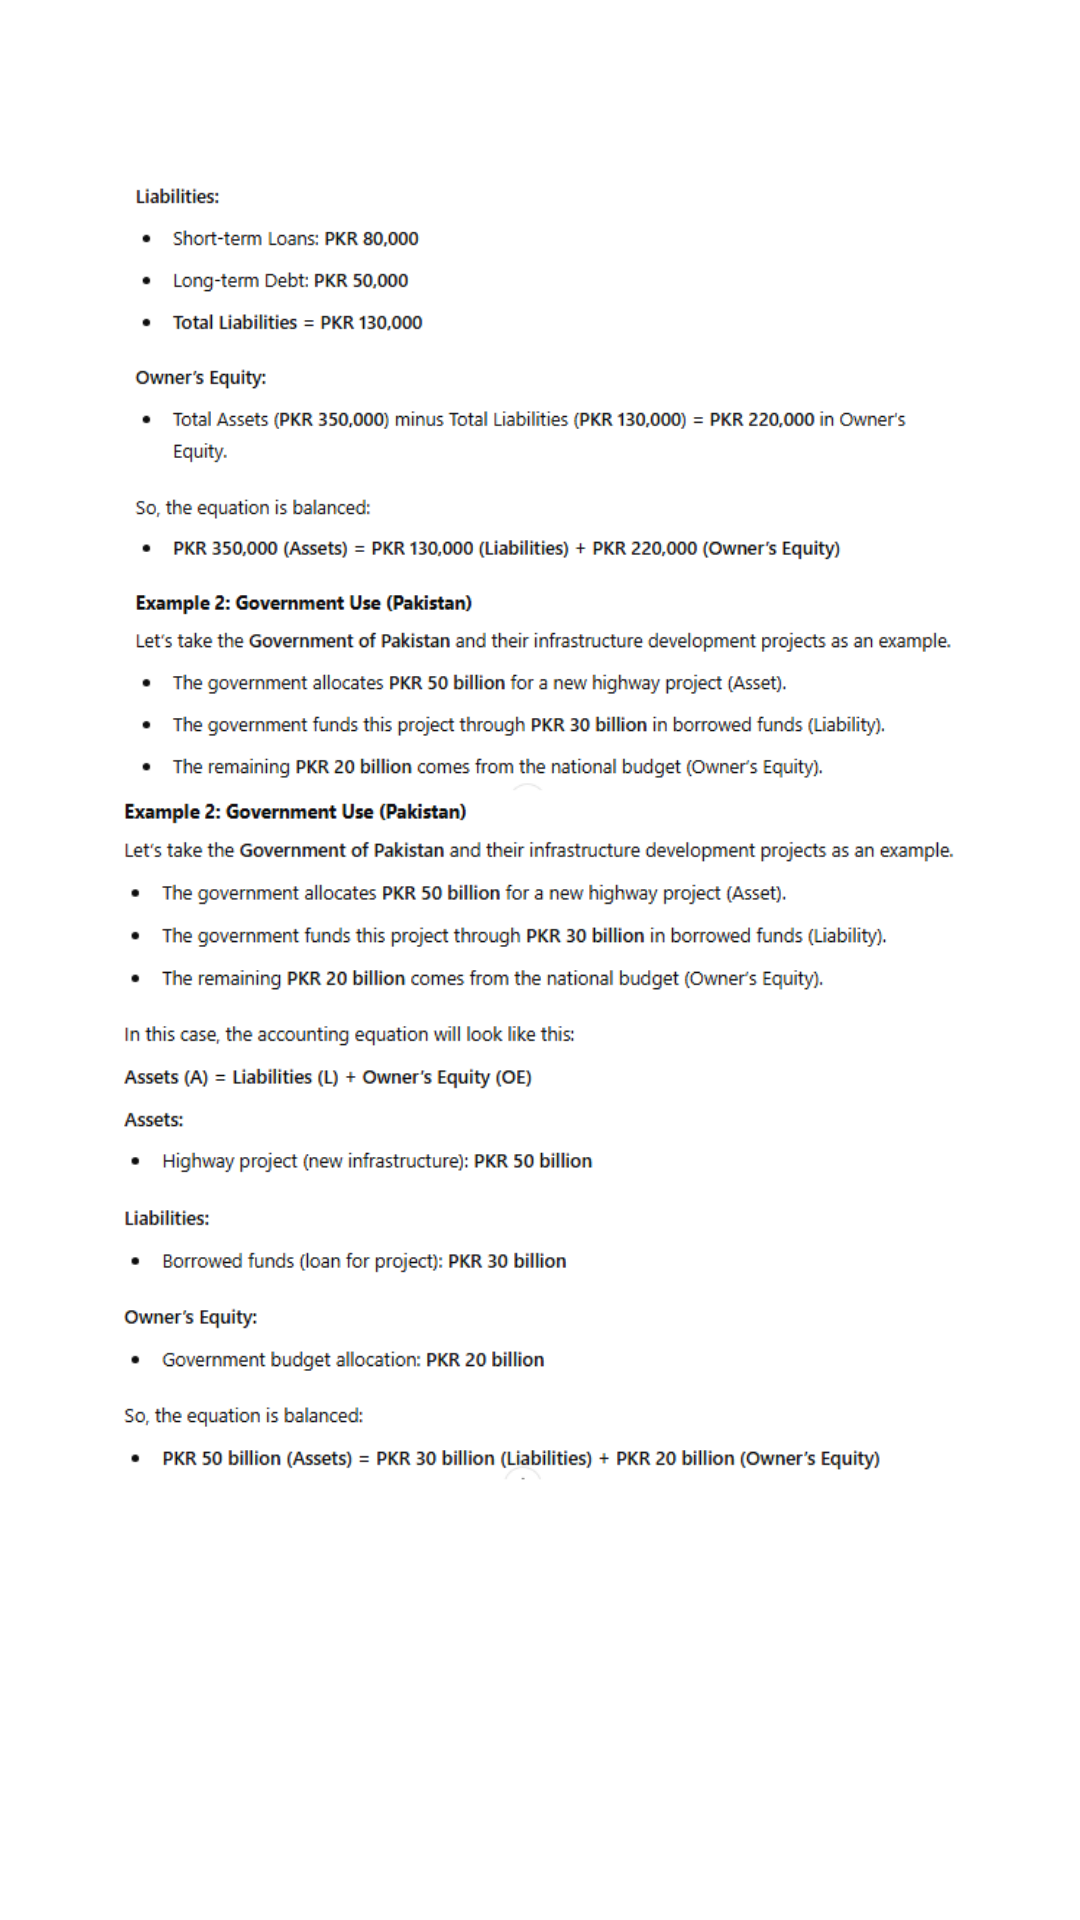 Liabilities:
• Short-term Loans: PKR 80,000
• Long-term Debt: PKR 50,000
• Total Liabilities = PKR 130,000
Owner's Equity:
• Total Assets (PKR 350,000) minus Total Liabilities (PKR 130,000) = PKR 220,000 in Owner's
Equity.
So, the equation is balanced:
• PKR 350,000 (Assets) = PKR 130,000 (Liabilities) + PKR 220,000 (Owner's Equity)
Example 2: Government Use (Pakistan)
Let's take the Government of Pakistan and their infrastructure development projects as an example.
• The government allocates PKR 50 billion for a new highway project (Asset).
• The government funds this project through PKR 30 billion in borrowed funds (Liability).
• The remaining PKR 20 billion comes from the national budget (Owner's Equity).
Example 2: Government Use (Pakistan)
Let's take the Government of Pakistan and their infrastructure development projects as an example.
• The government allocates PKR 50 billion for a new highway project (Asset).
• The government funds this project through PKR 30 billion in borrowed funds (Liability).
• The remaining PKR 20 billion comes from the national budget (Owner's Equity).
In this case, the accounting equation will look like this:
Assets (A) = Liabilities (L) + Owner's Equity (OE)
Assets:
• Highway project (new infrastructure): PKR 50 billion
Liabilities:
• Borrowed funds (loan for project): PKR 30 billion
Owner's Equity:
• Government budget allocation: PKR 20 billion
So, the equation is balanced:
• PKR 50 billion (Assets) = PKR 30 billion (Liabilities) + PKR 20 billion (Owner's Equity)